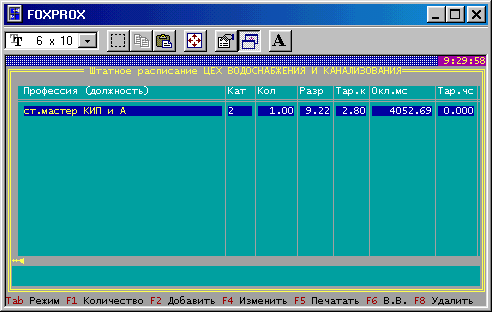 FOXPROX
6 x 10
9:29:58
Штатное расписание ЦЕХ ВОДОСНАБЖЕНИЯ И КАНАЛИЗОВАНИЯ
Профессия (должность) Кат Кол Разр Тар.к Окл.мс Тар.чс
ст.мастер КИП и А 2 1.00 9.22 2.80 4052.69 0.000
Tab Режим F1 Количество F2 Добавить F4 Изменить F5 Печатать F6 В.В. F8 Удалить